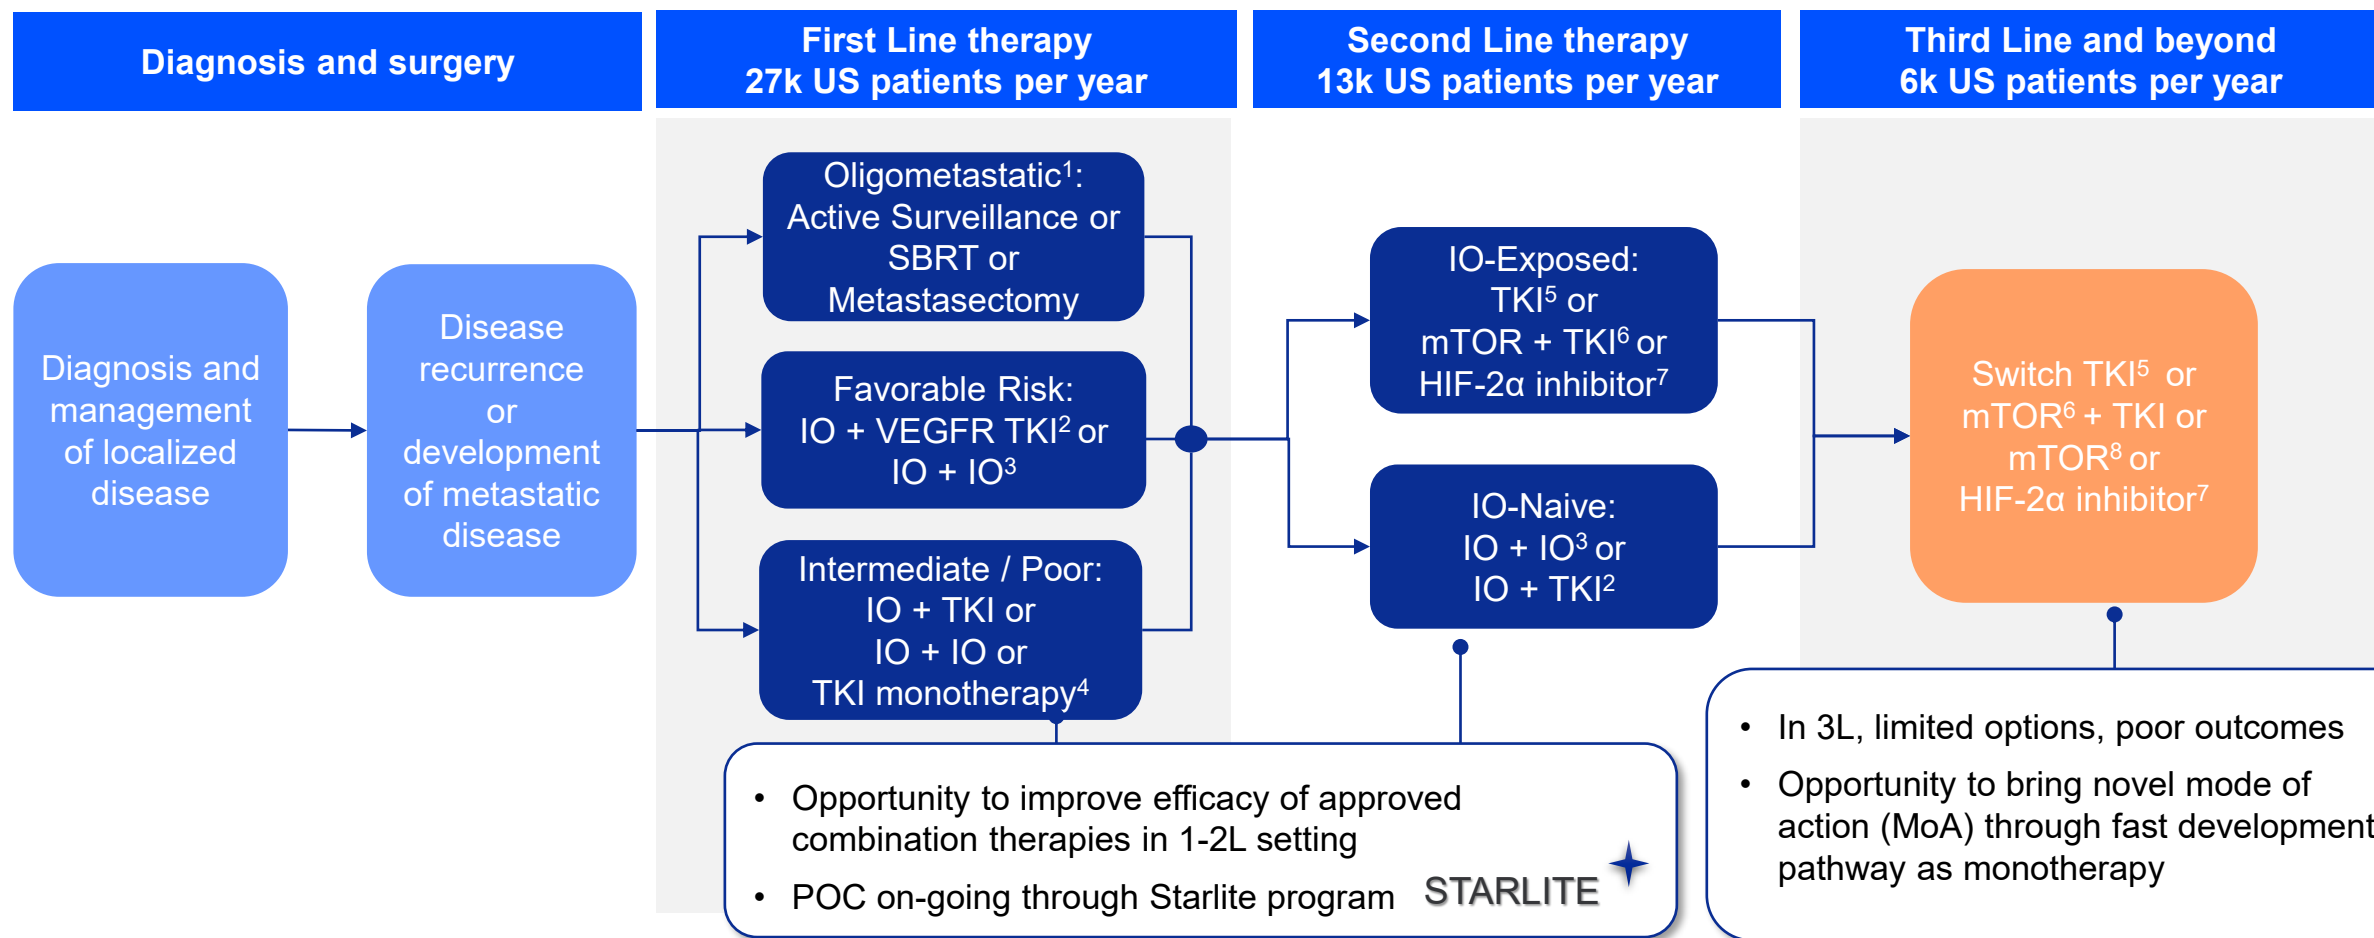 Diagnosis and surgery
First Line therapy
27k US patients per year
Second Line therapy
13k US patients per year
Third Line and beyond
6k US patients per year
Diagnosis and
management
of localized
disease
Disease
recurrence
or
development
of metastatic
disease
Oligometastatic¹:
Active Surveillance or
SBRT or
Metastasectomy
Favorable Risk:
IO + VEGFR TKI² or
IO + IO³
Intermediate / Poor:
IO + TKI or
IO + IO or
TKI monotherapy⁴
IO-Exposed:
TKI⁵ or
mTOR + TKI⁶ or
HIF-2α inhibitor⁷
IO-Naive:
IO + IO³ or
IO + TKI²
Switch TKI⁵ or
mTOR⁶ + TKI or
mTOR⁸ or
HIF-2α inhibitor⁷
• Opportunity to improve efficacy of approved
combination therapies in 1-2L setting
• POC on-going through Starlite program
STARLITE
• In 3L, limited options, poor outcomes
• Opportunity to bring novel mode of
action (MoA) through fast development
pathway as monotherapy